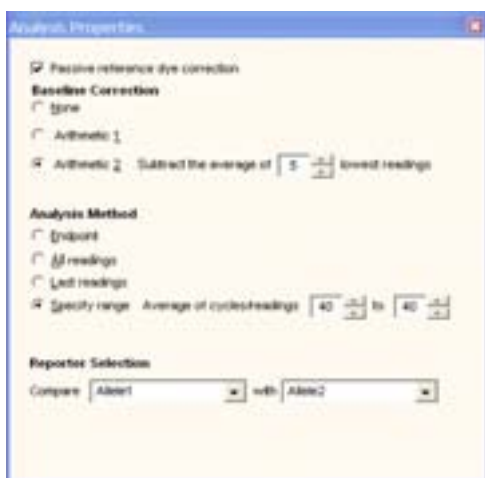 Analysis Properties
Passive reference dye correction
Baseline Correction
None
Arithmetic 1
Arithmetic 2 Subtract the average of 5 lowest readings
Analysis Method
Endpoint
All readings
Last readings
Specify range Average of cycles/readings 40 to 40
Reporter Selection
Compare Allele1 with Allele2